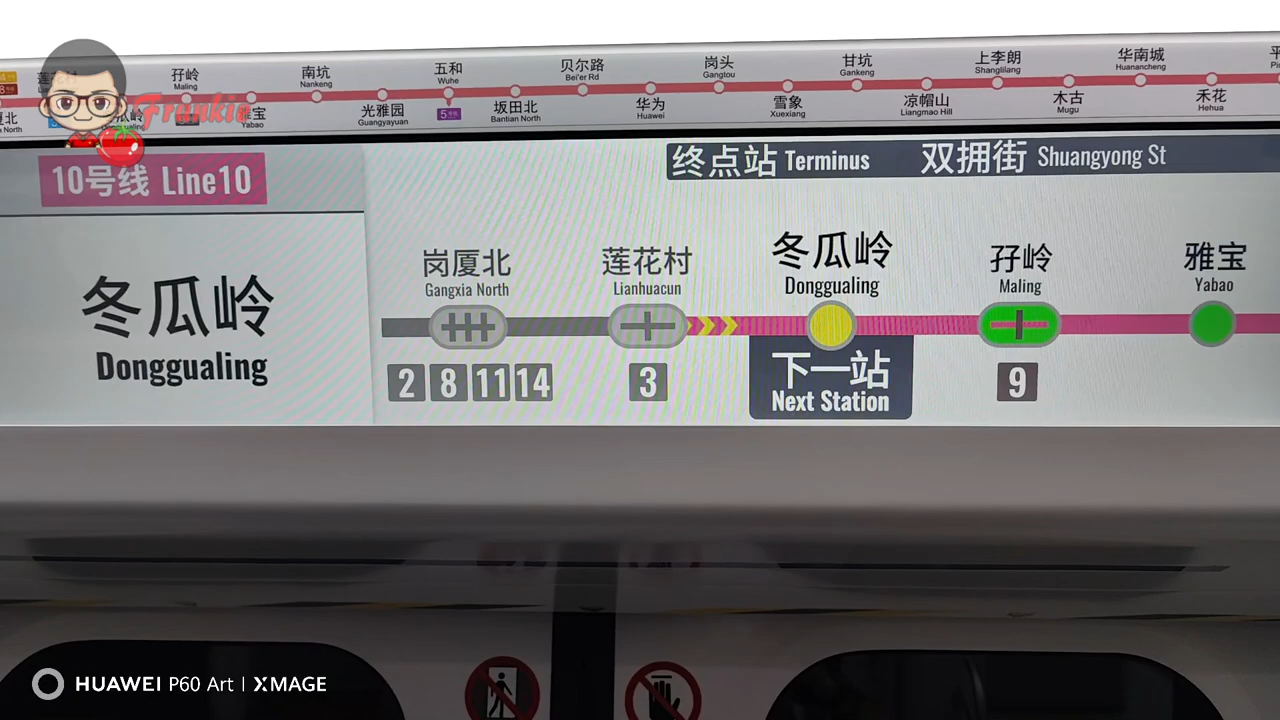 孖岭
Maling
南坑
Nankeng
五和
Wuhe
贝尔路
Bei'er Rd
岗头
Gangtou
甘坑
Gankeng
上李朗
Shanglilang
华南城
Huanancheng
雅宝
Yabao
光雅园
Guangyayuan
5号线
坂田北
Bantian North
华为
Huawei
雪象
Xuexiang
凉帽山
Liangmao Hill
木古
Mugu
禾花
Hehua
Frankie
10号线 Line10
终点站 Terminus 双拥街 Shuangyong St
冬瓜岭
Donggualing
岗厦北
Gangxia North
2 8 11 14
莲花村
Lianhuacun
3
冬瓜岭
Donggualing
下一站
Next Station
孖岭
Maling
9
雅宝
Yabao
HUAWEI P60 Art | XMAGE